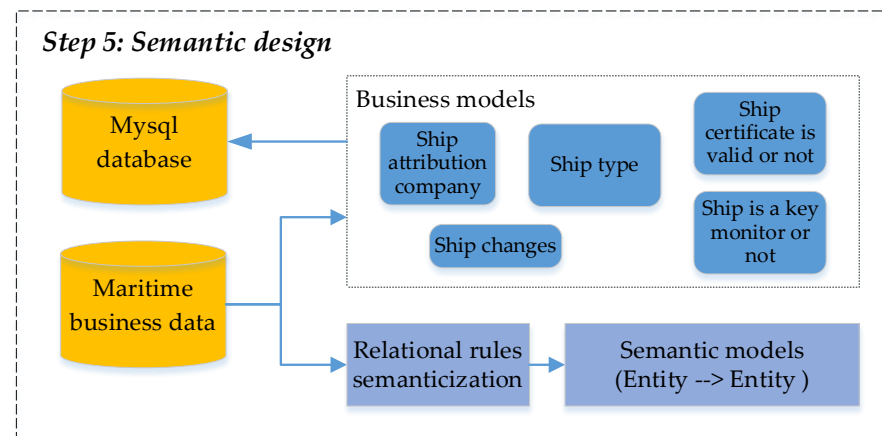 Step 5: Semantic design
Mysql
database
Business models
Ship
attribution
company
Ship type
Ship
certificate is
valid or not
Ship changes
Ship is a key
monitor or
not
Maritime
business data
Relational rules
semanticization
Semantic models
(Entity --> Entity )